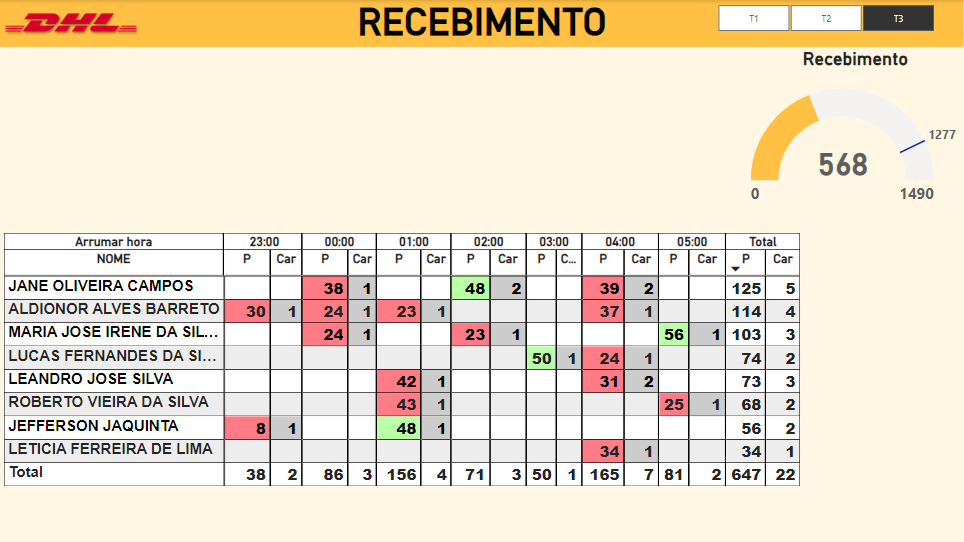 DHL RECEBIMENTO T1 T2 T3
Recebimento
1277
568
0 1490
Arrumar hora 23:00 00:00 01:00 02:00 03:00 04:00 05:00 Total
NOME P Car P Car P Car P Car P C... P Car P Car P Car
JANE OLIVEIRA CAMPOS 38 1 48 2 39 2 125 5
ALDIONOR ALVES BARRETO 30 1 24 1 23 1 37 1 114 4
MARIA JOSE IRENE DA SIL... 24 1 23 1 56 1 103 3
LUCAS FERNANDES DA SI... 50 1 24 1 74 2
LEANDRO JOSE SILVA 42 1 31 2 73 3
ROBERTO VIEIRA DA SILVA 43 1 25 1 68 2
JEFFERSON JAQUINTA 8 1 48 1 56 2
LETICIA FERREIRA DE LIMA 34 1 34 1
Total 38 2 86 3 156 4 71 3 50 1 165 7 81 2 647 22